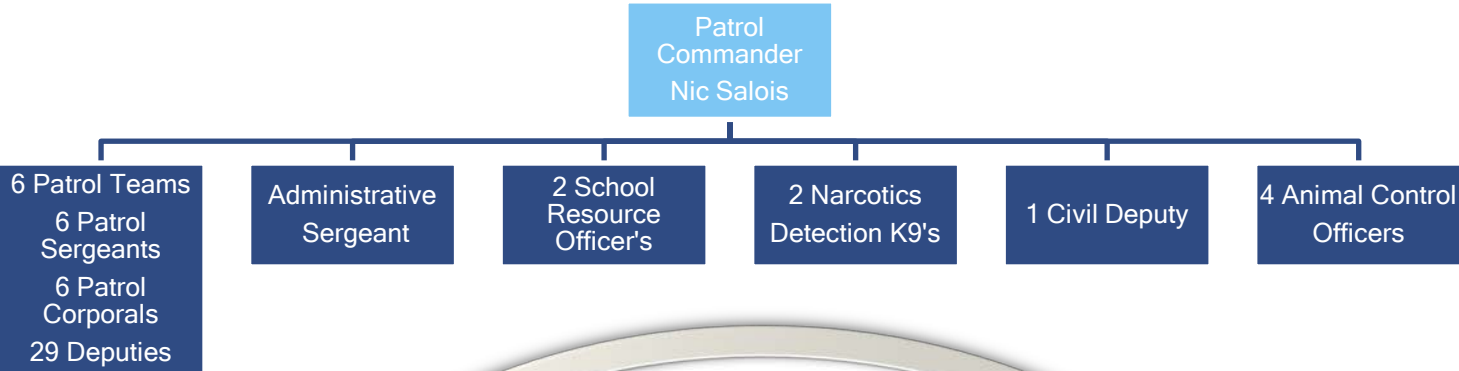 Patrol
Commander
Nic Salois
6 Patrol Teams
6 Patrol
Sergeants
6 Patrol
Corporals
29 Deputies
Administrative
Sergeant
2 School
Resource
Officer's
2 Narcotics
Detection K9's
1 Civil Deputy
4 Animal Control
Officers